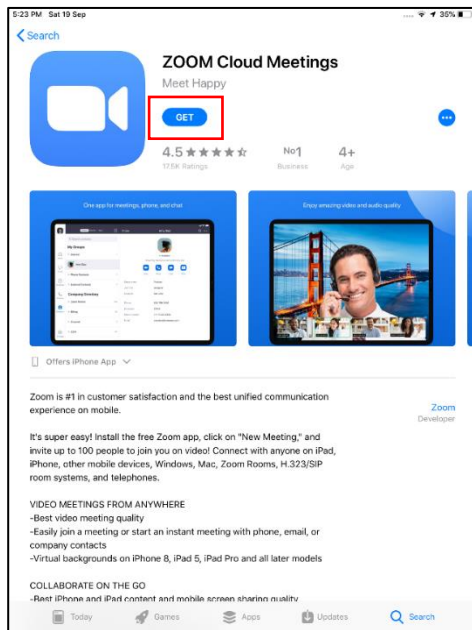 5:23 PM Sat 19 Sep
35%
Search
ZOOM Cloud Meetings
Meet Happy
GET
4.5 ★★★★☆
No1
4+
17.5K Ratings
Business
Age
One app for meetings, phone, and chat
Enjoy amazing video and audio quality
Offers iPhone App
Zoom is #1 in customer satisfaction and the best unified communication
experience on mobile.
Zoom
Developer
It's super easy! Install the free Zoom app, click on "New Meeting," and
invite up to 100 people to join you on video! Connect with anyone on iPad,
iPhone, other mobile devices, Windows, Mac, Zoom Rooms, H.323/SIP
room systems, and telephones.
VIDEO MEETINGS FROM ANYWHERE
-Best video meeting quality
-Easily join a meeting or start an instant meeting with phone, email, or
company contacts
-Virtual backgrounds on iPhone 8, iPad 5, iPad Pro and all later models
COLLABORATE ON THE GO
-Best iPhone and iPad content and mobile screen sharing quality
Today
Games
Apps
Updates
Search